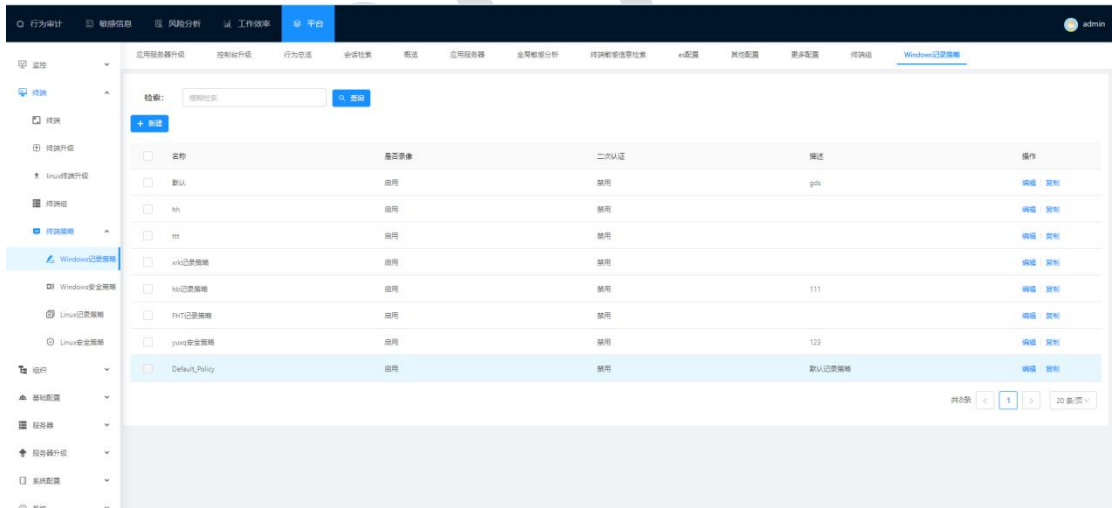 行为审计 敏感信息 风险分析 工作效率 平台 admin
监控 应用服务器升级 控制台升级 行为总览 会话检索 概览 应用服务器 全局敏感分析 终端敏感信息检索 es配置 其他配置 更多配置 终端组 Windows记录策略
终端
检索: 模糊检索 查询
终端
+ 新建
终端升级
名称 是否录像 二次认证 描述 操作
linux终端升级
默认 启用 禁用 gds 编辑 复制
终端组
hh 启用 禁用 编辑 复制
终端策略
ttt 启用 禁用 编辑 复制
Windows记录策略
xrk记录策略 启用 禁用 编辑 复制
Windows安全策略
hb记录策略 启用 禁用 111 编辑 复制
Linux记录策略
FHT记录策略 启用 禁用 编辑 复制
Linux安全策略
yuxq安全策略 启用 禁用 123 编辑 复制
组织
Default_Policy 启用 禁用 默认记录策略 编辑 复制
基础配置
共8条 < 1 > 20 条/页
服务器
服务器升级
系统配置